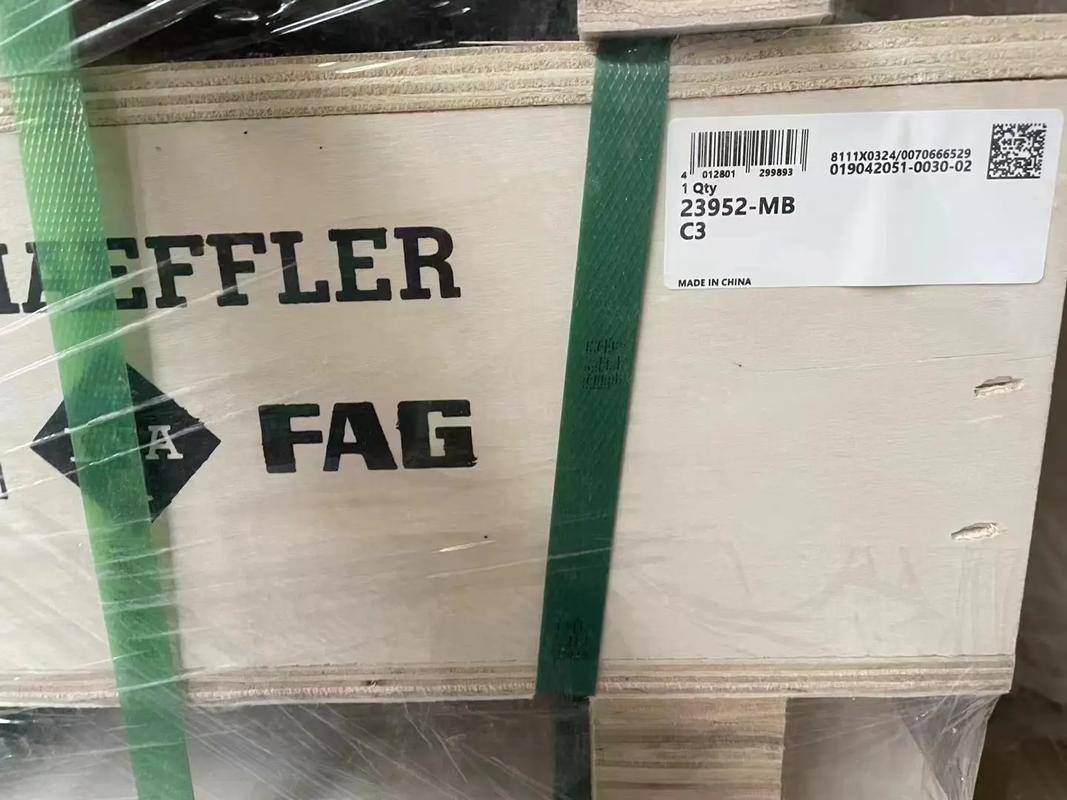 4 012801 299893
8111X0324/0070666529
019042051-0030-02
1 Qty
23952-MB
C3
MADE IN CHINA
AEFFLER
FAG